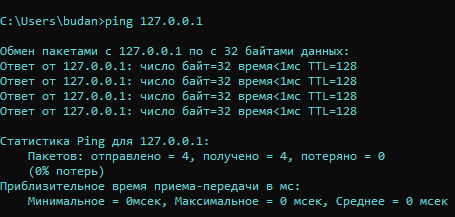 C:\Users\budan>ping 127.0.0.1
Обмен пакетами с 127.0.0.1 по с 32 байтами данных:
Ответ от 127.0.0.1: число байт=32 время<1мс TTL=128
Ответ от 127.0.0.1: число байт=32 время<1мс TTL=128
Ответ от 127.0.0.1: число байт=32 время<1мс TTL=128
Ответ от 127.0.0.1: число байт=32 время<1мс TTL=128
Статистика Ping для 127.0.0.1:
Пакетов: отправлено = 4, получено = 4, потеряно = 0
(0% потерь)
Приблизительное время приема-передачи в мс:
Минимальное = 0мсек, Максимальное = 0 мсек, Среднее = 0 мсек